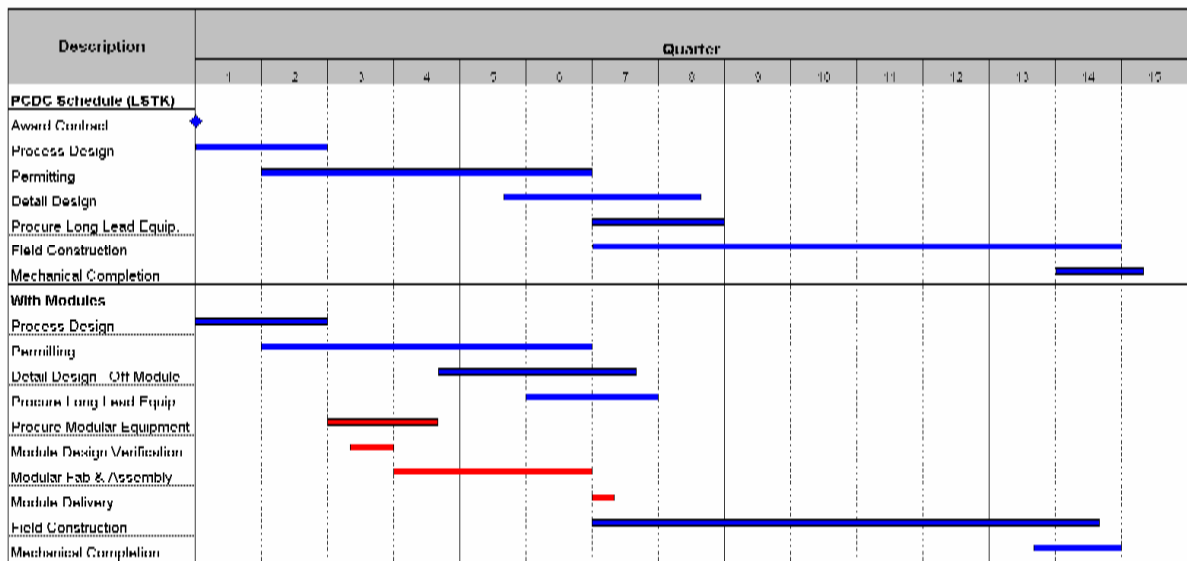 Description
Quarter
1 2 3 4 5 6 7 8 9 10 11 12 13 14 15
PCDC Schedule (LSTK)
Award Contract
Process Design
Permitting
Detail Design
Procure Long Lead Equip.
Field Construction
Mechanical Completion
With Modules
Process Design
Permitting
Detail Design Off Module
Procure Long Lead Equip
Procure Modular Equipment
Module Design Verification
Modular Fab & Assembly
Module Delivery
Field Construction
Mechanical Completion